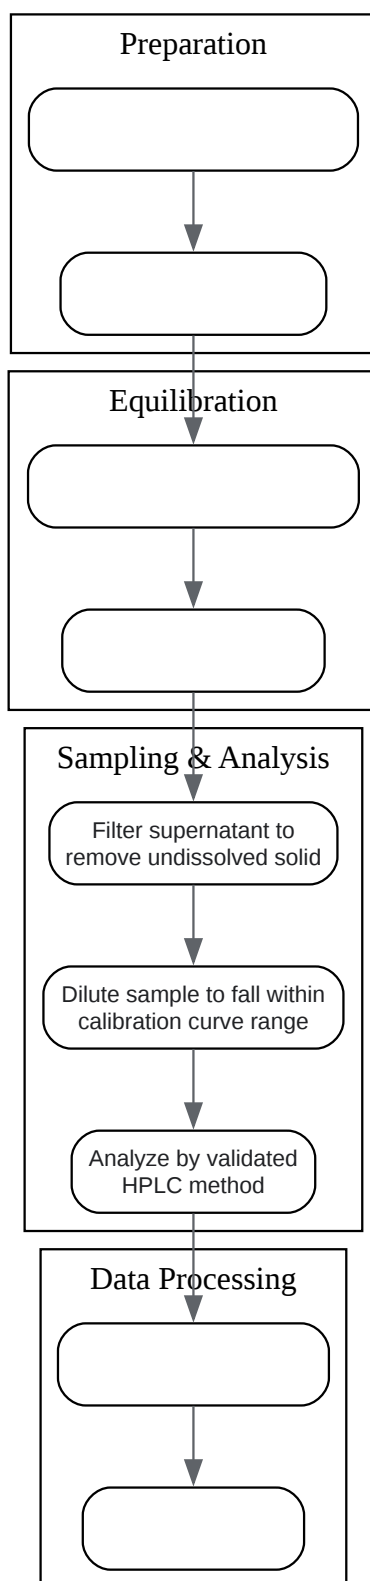 Preparation
Equilibration
Sampling & Analysis
Filter supernatant to
remove undissolved solid
Dilute sample to fall within
calibration curve range
Analyze by validated
HPLC method
Data Processing